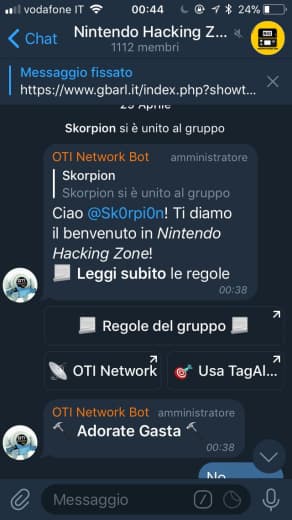 vodafone IT
00:44
24%
Chat
Nintendo Hacking Z...
1112 membri
Messaggio fissato
https://www.gbarl.it/index.php?showt...
25 Aprile
Skorpion si è unito al gruppo
OTI Network Bot amministratore
Skorpion
Skorpion si è unito al gruppo
Ciao @Sk0rpi0n! Ti diamo
il benvenuto in Nintendo
Hacking Zone!
Leggi subito le regole
00:38
Regole del gruppo
OTI Network
Usa TagAl...
OTI Network Bot amministratore
Adorate Gasta
00:38
No
Messaggio